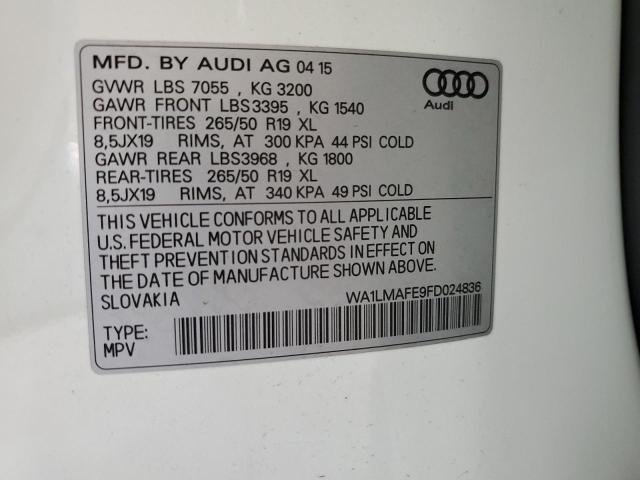 MFD. BY AUDI AG 04 15
GVWR LBS 7055 , KG 3200
GAWR FRONT LBS3395 , KG 1540
FRONT-TIRES 265/50 R19 XL
8,5JX19 RIMS, AT 300 KPA 44 PSI COLD
GAWR REAR LBS3968 , KG 1800
REAR-TIRES 265/50 R19 XL
8,5JX19 RIMS, AT 340 KPA 49 PSI COLD
Audi
THIS VEHICLE CONFORMS TO ALL APPLICABLE
U.S. FEDERAL MOTOR VEHICLE SAFETY AND
THEFT PREVENTION STANDARDS IN EFFECT ON
THE DATE OF MANUFACTURE SHOWN ABOVE.
SLOVAKIA
WA1LMAFE9FD024836
TYPE:
MPV